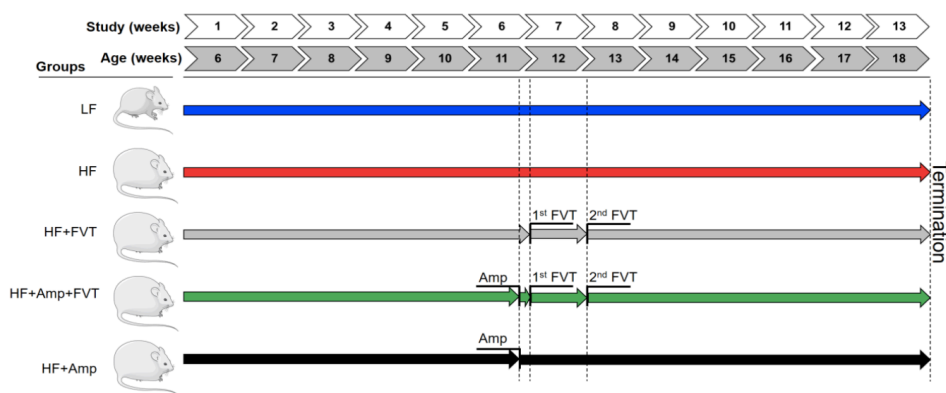 Study (weeks) 1 2 3 4 5 6 7 8 9 10 11 12 13
Age (weeks) 6 7 8 9 10 11 12 13 14 15 16 17 18
Groups
LF
HF
HF+FVT 1st FVT 2nd FVT
HF+Amp+FVT Amp 1st FVT 2nd FVT
HF+Amp Amp
Termination